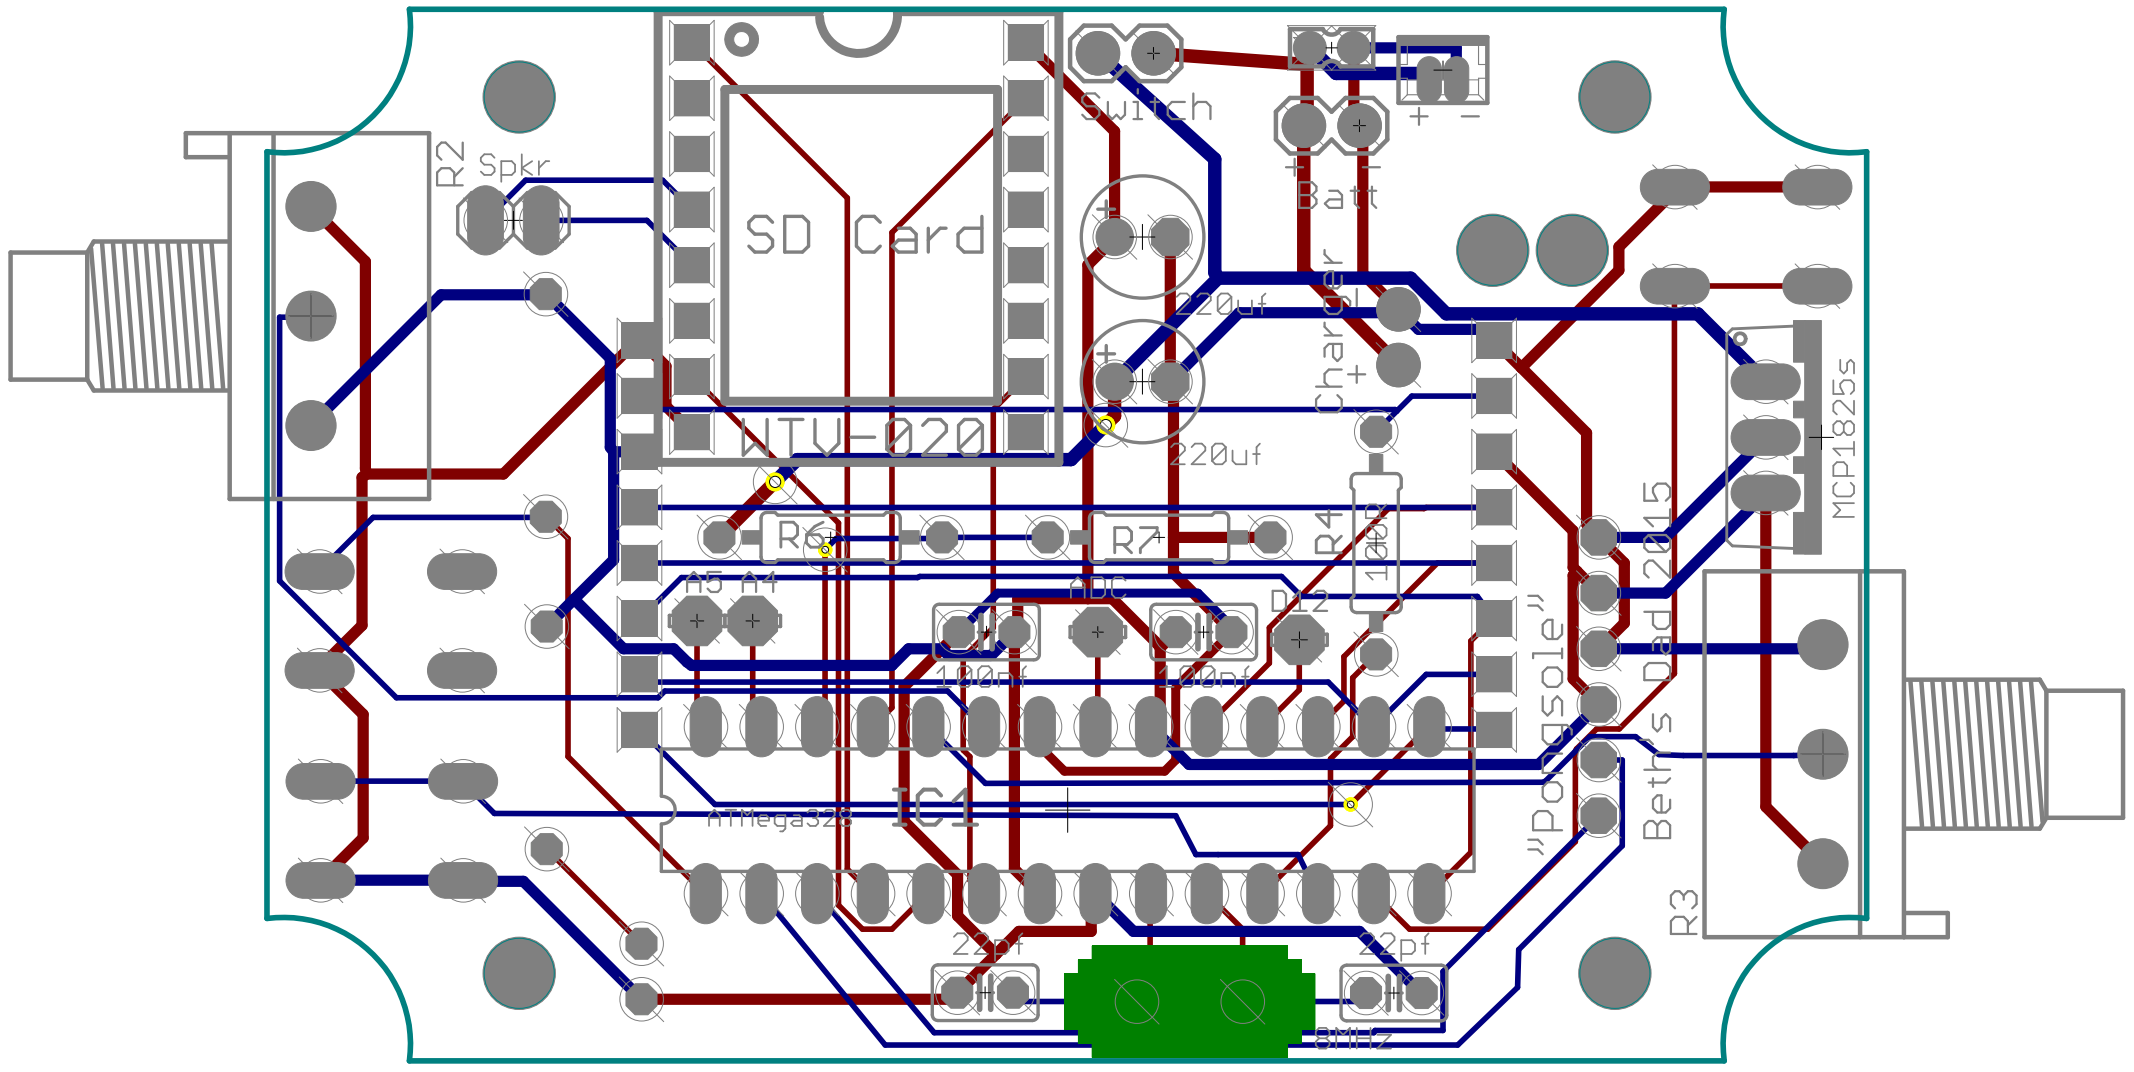 Switch
+ -
R2
Spkr
+ -
Batt
SD Card
+
220uf
Charger
+
+
WTV-020
220uf
MCP1825s
R6
R7
R4
100R
A5 A4
ADC
D12
100nf
100nf
"Pongsole"
Beth's Dad 2015
IC1
ATMega328
R3
22pf
22pf
8MHz